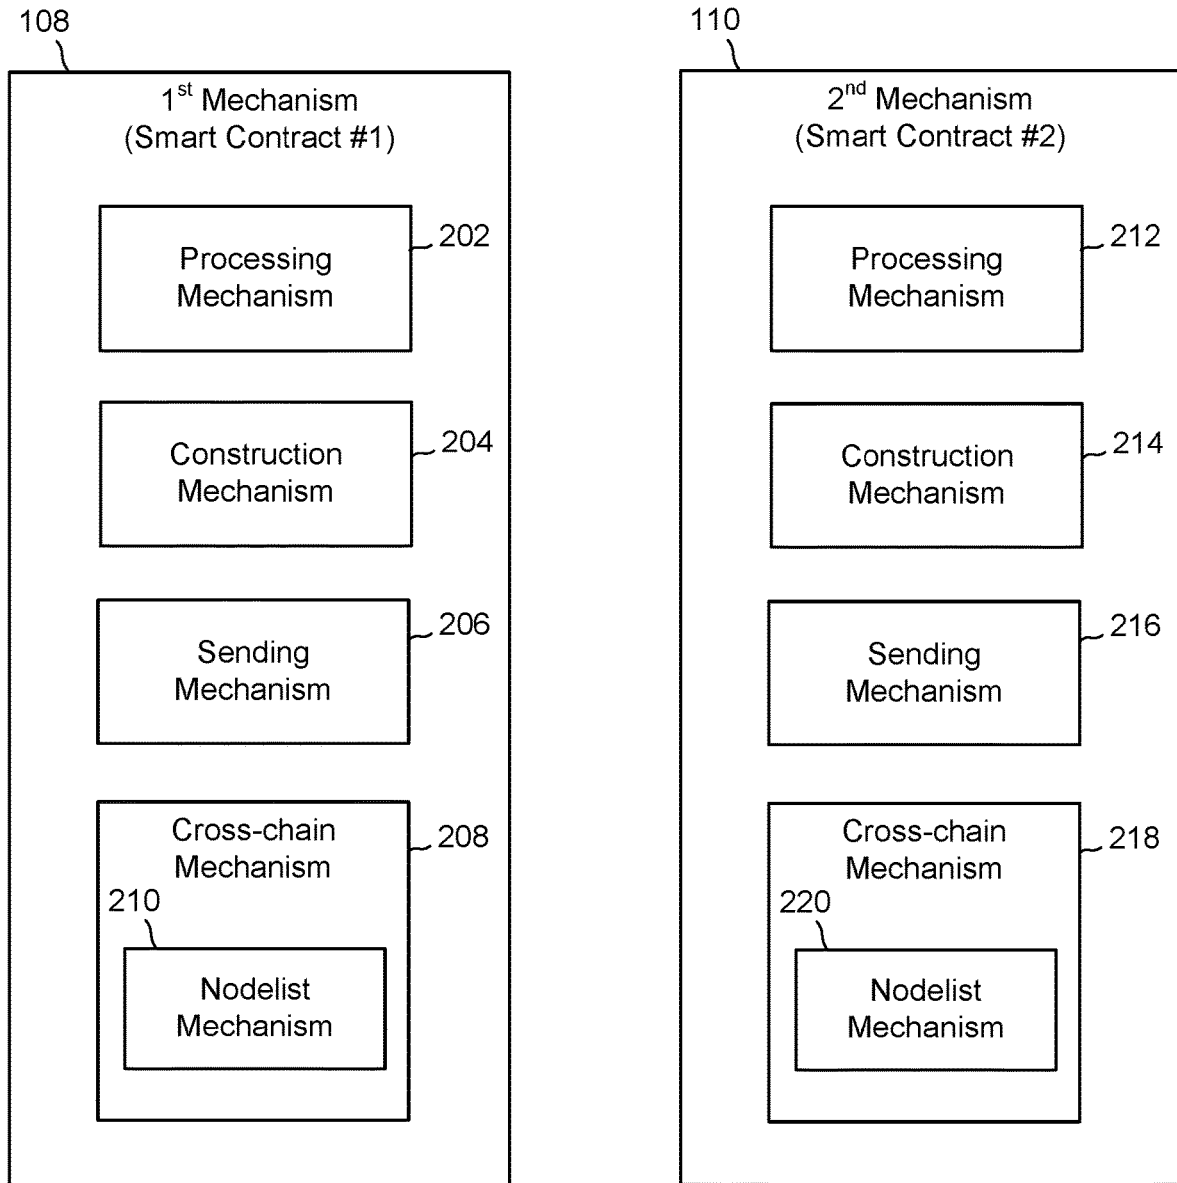 108
1st Mechanism
(Smart Contract #1)
202
Processing
Mechanism
204
Construction
Mechanism
206
Sending
Mechanism
Cross-chain
Mechanism
208
210
Nodelist
Mechanism
110
2nd Mechanism
(Smart Contract #2)
212
Processing
Mechanism
214
Construction
Mechanism
216
Sending
Mechanism
Cross-chain
Mechanism
218
220
Nodelist
Mechanism